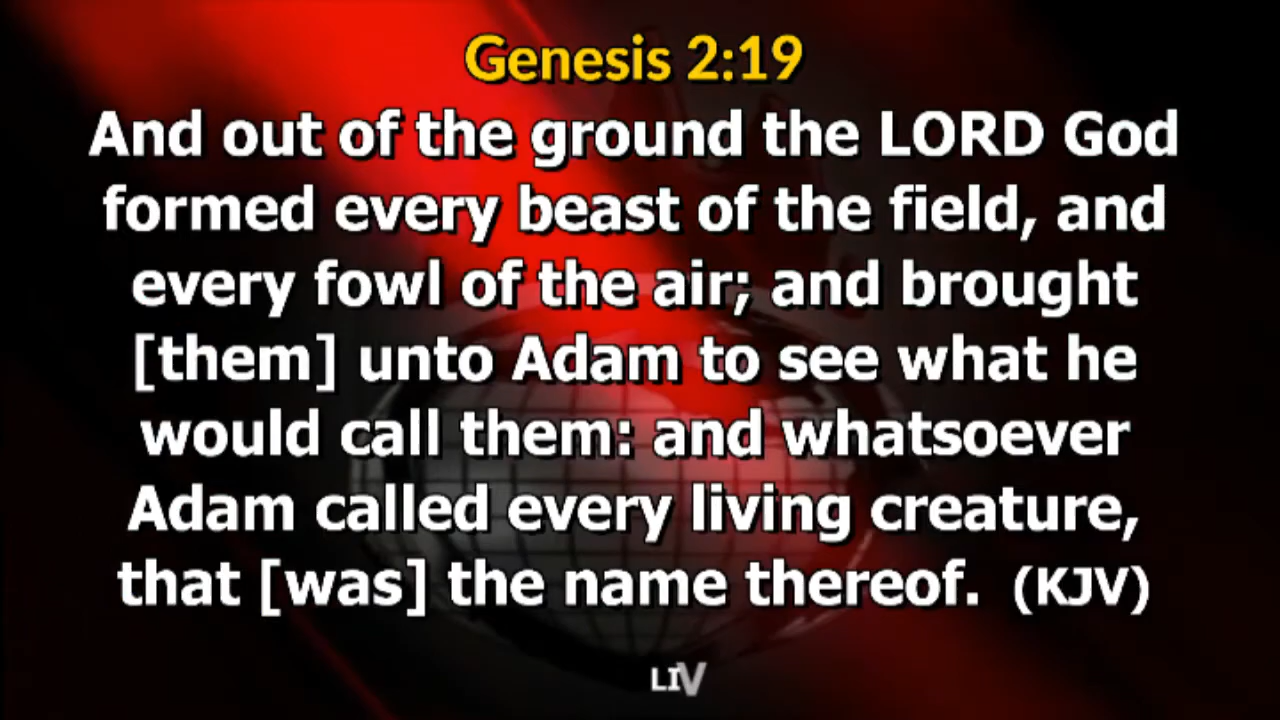 Genesis 2:19
And out of the ground the LORD God
formed every beast of the field, and
every fowl of the air; and brought
[them] unto Adam to see what he
would call them: and whatsoever
Adam called every living creature,
that [was] the name thereof. (KJV)
LIV